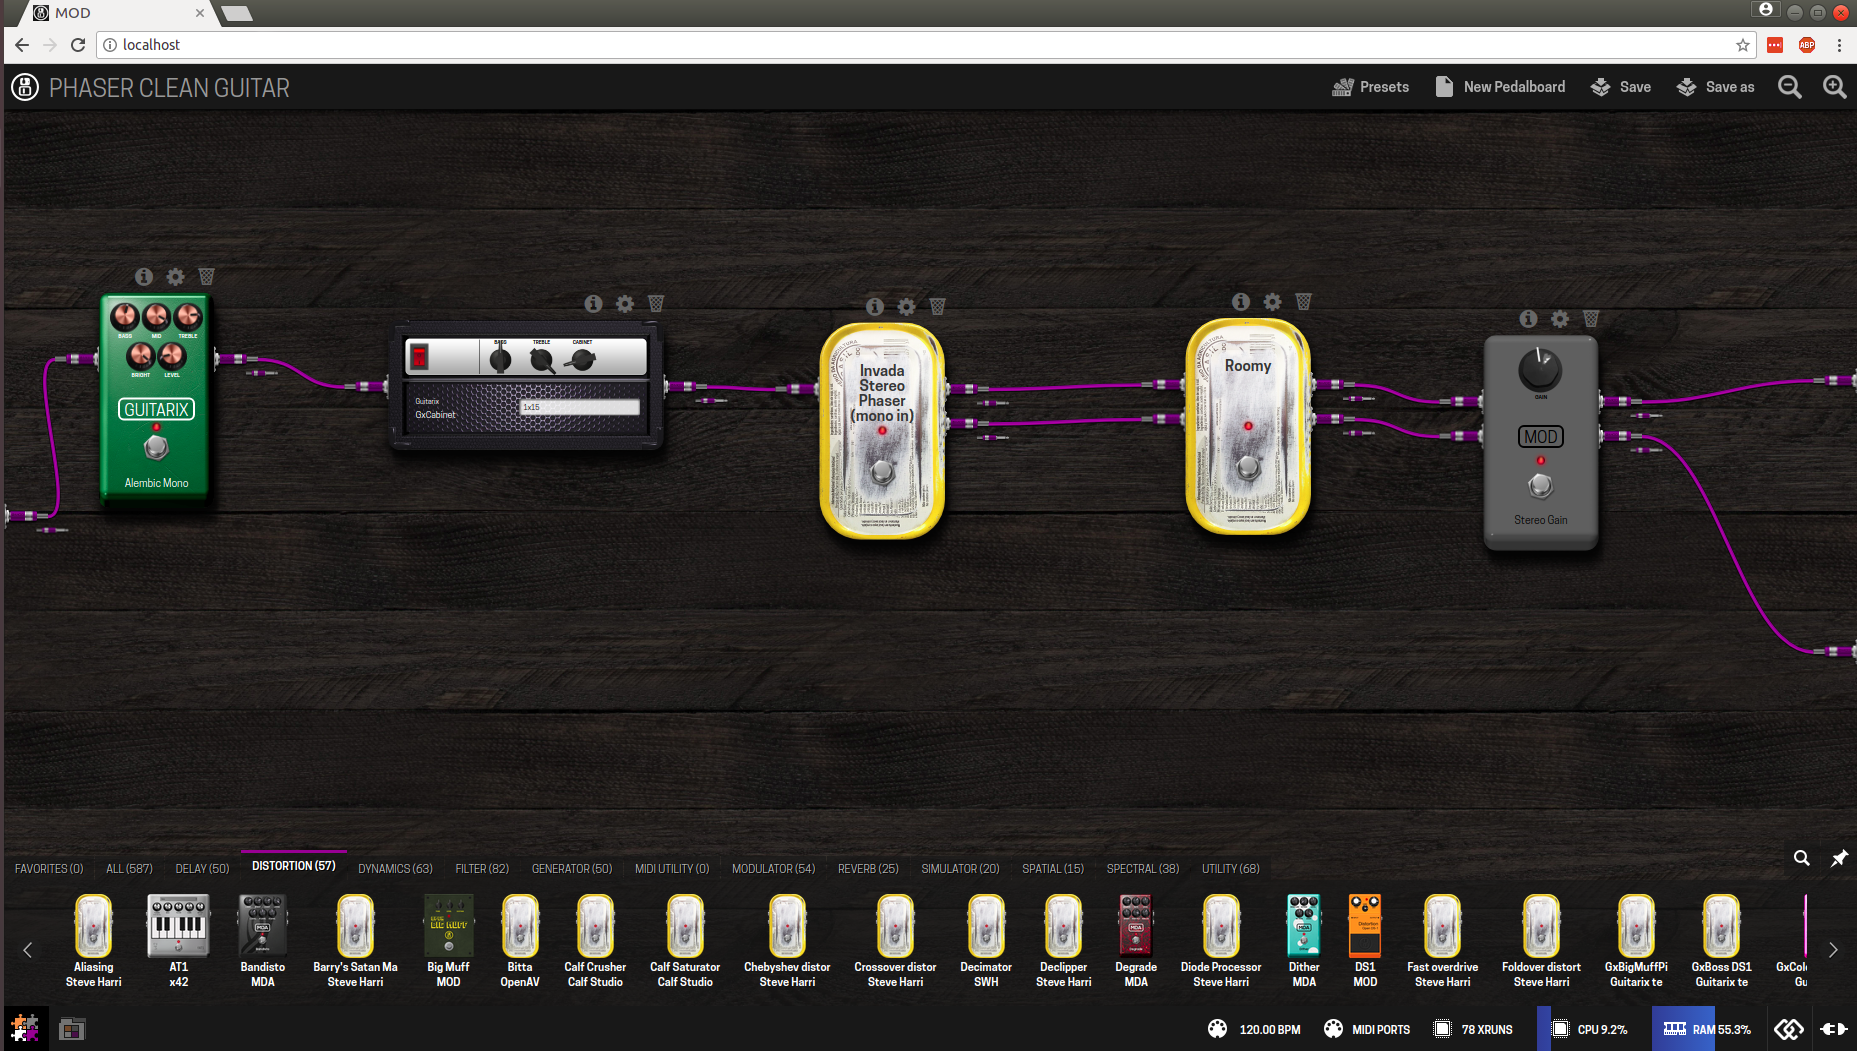 MOD
localhost
ABP
PHASER CLEAN GUITAR
Presets
New Pedalboard
Save
Save as
BASS MID TREBLE
BRIGHT LEVEL
GUITARIX
Alembic Mono
BASS TREBLE CABINET
Guitarix
GxCabinet
1x15
Invada
Stereo
Phaser
(mono in)
Roomy
GAIN
MOD
Stereo Gain
FAVORITES (0)
ALL (587)
DELAY (50)
DISTORTION (57)
DYNAMICS (63)
FILTER (82)
GENERATOR (50)
MIDI UTILITY (0)
MODULATOR (54)
REVERB (25)
SIMULATOR (20)
SPATIAL (15)
SPECTRAL (38)
UTILITY (68)
Aliasing
Steve Harri
AT1
x42
Bandisto
MDA
Barry's Satan Ma
Steve Harri
Big Muff
MOD
Bitta
OpenAV
Calf Crusher
Calf Studio
Calf Saturator
Calf Studio
Chebyshev distor
Steve Harri
Crossover distor
Steve Harri
Decimator
SWH
Declipper
Steve Harri
Degrade
MDA
Diode Processor
Steve Harri
Dither
MDA
DS1
MOD
Fast overdrive
Steve Harri
Foldover distort
Steve Harri
GxBigMuffPi
Guitarix te
GxBoss DS1
Guitarix te
GxCol
Gu
120.00 BPM
MIDI PORTS
78 XRUNS
CPU 9.2%
RAM 55.3%